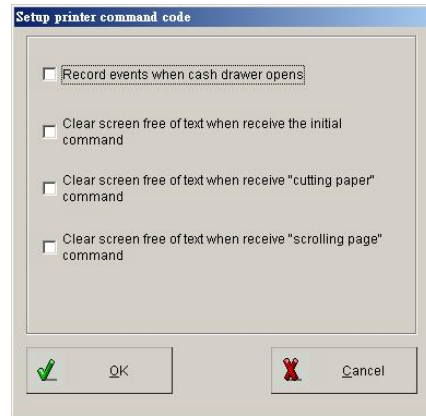 Setup printer command code
Record events when cash drawer opens
Clear screen free of text when receive the initial
command
Clear screen free of text when receive "cutting paper"
command
Clear screen free of text when receive "scrolling page"
command
OK
Cancel